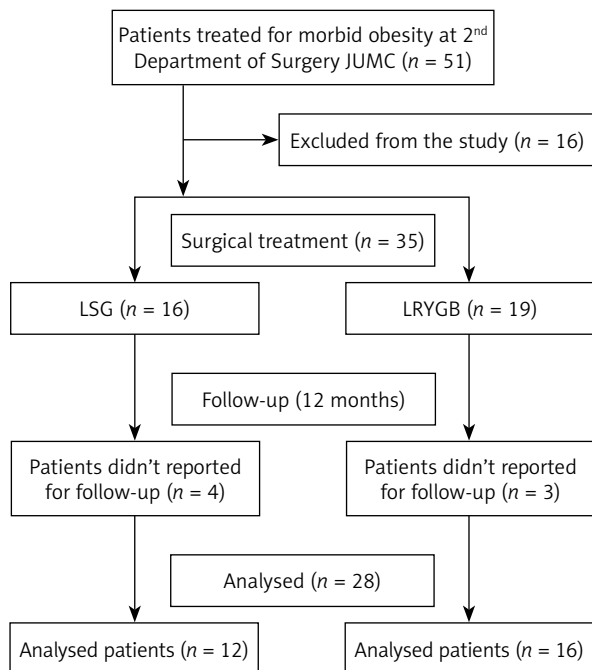 Patients treated for morbid obesity at 2nd
Department of Surgery JUMC (n = 51)
Excluded from the study (n = 16)
Surgical treatment (n = 35)
LSG (n = 16)
LRYGB (n = 19)
Follow-up (12 months)
Patients didn’t reported
for follow-up (n = 4)
Patients didn’t reported
for follow-up (n = 3)
Analysed (n = 28)
Analysed patients (n = 12)
Analysed patients (n = 16)